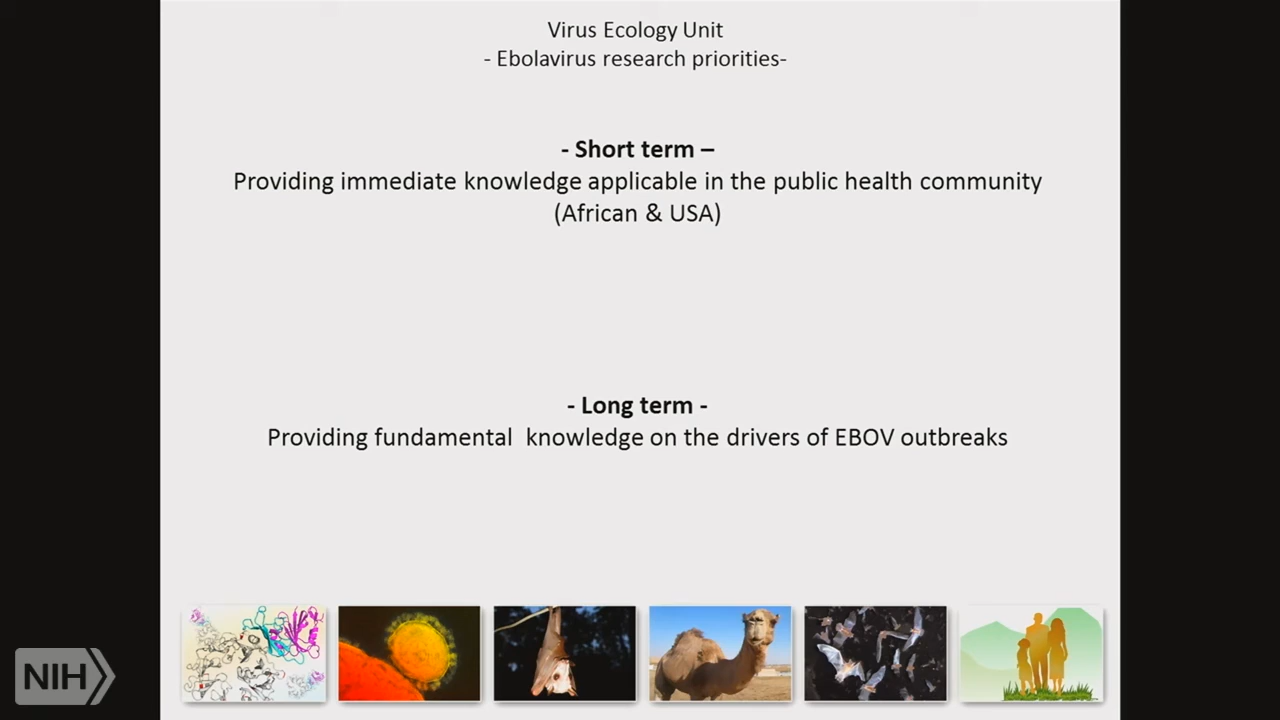 Virus Ecology Unit
- Ebolavirus research priorities-
- Short term –
Providing immediate knowledge applicable in the public health community
(African & USA)
- Long term -
Providing fundamental  knowledge on the drivers of EBOV outbreaks
NIH